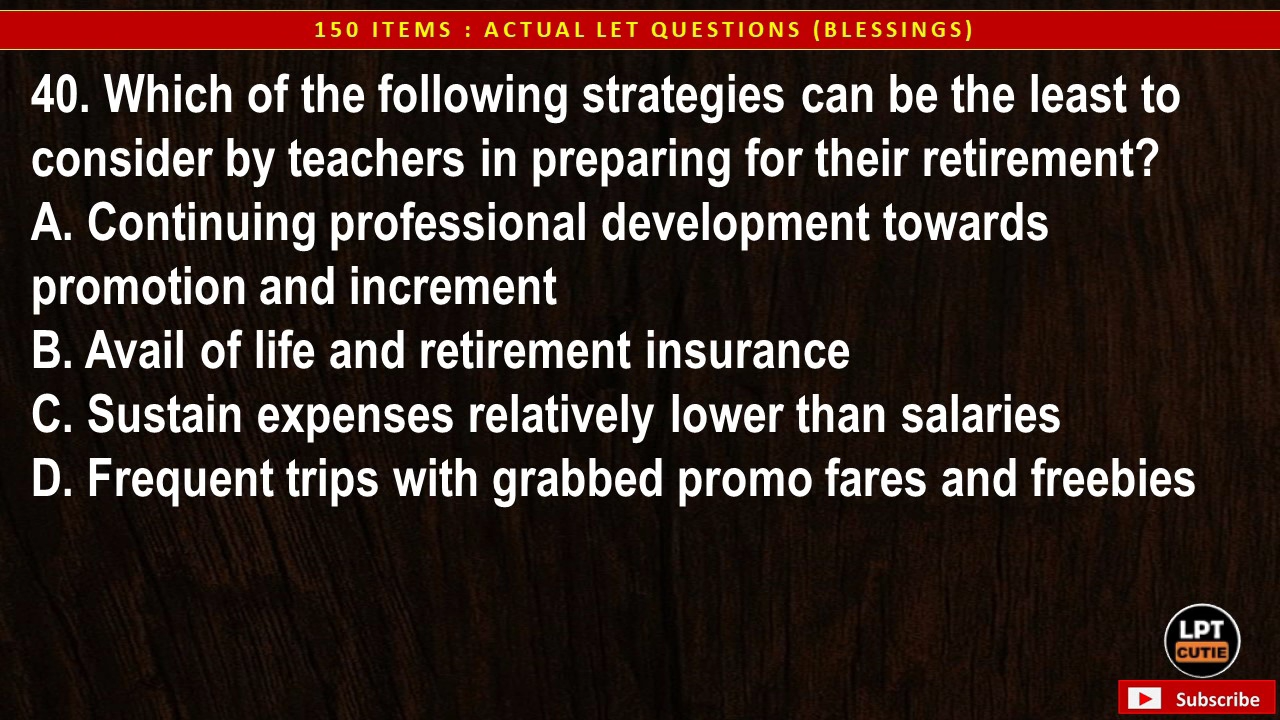 150 ITEMS : ACTUAL LET QUESTIONS (BLESSINGS)
40. Which of the following strategies can be the least to
consider by teachers in preparing for their retirement?
A. Continuing professional development towards
promotion and increment
B. Avail of life and retirement insurance
C. Sustain expenses relatively lower than salaries
D. Frequent trips with grabbed promo fares and freebies
LPT
CUTIE
Subscribe